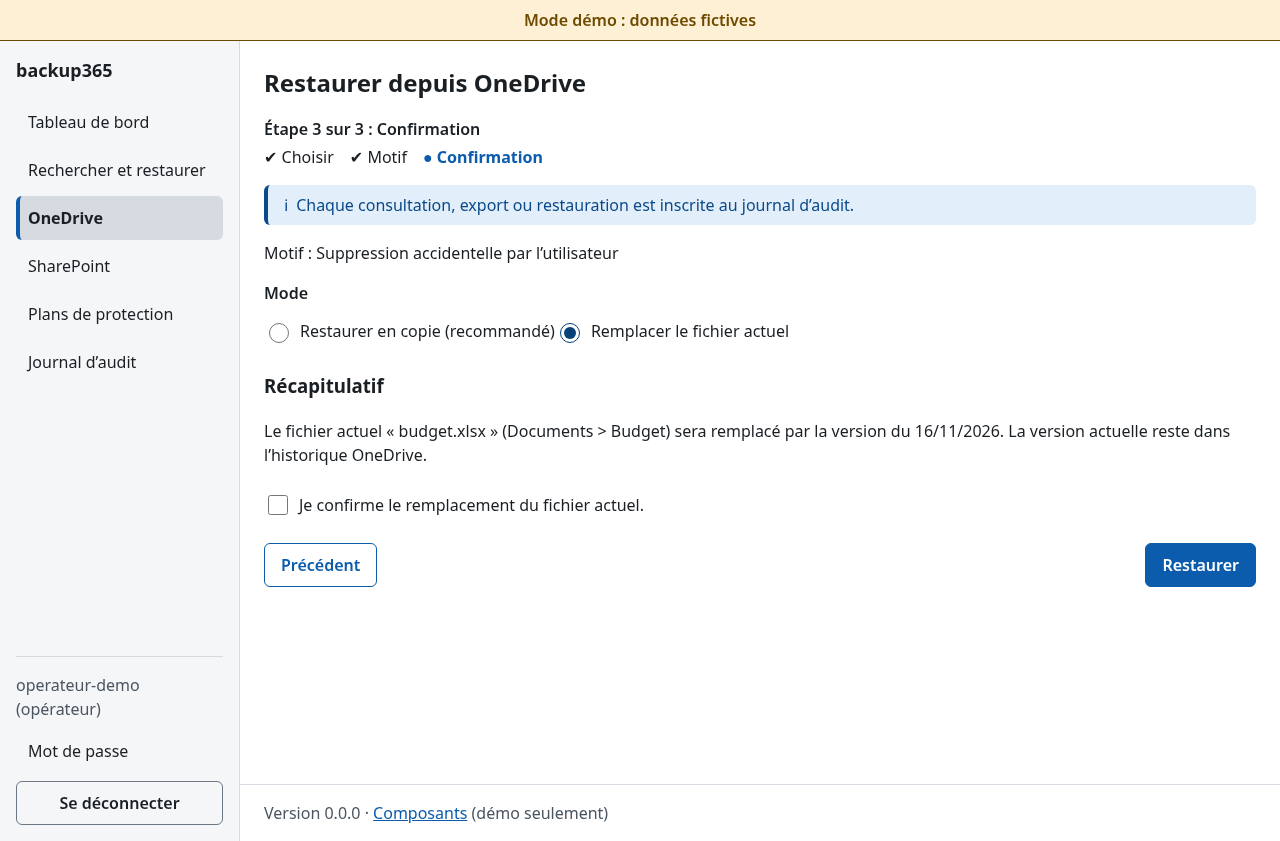 Mode démo : données fictives
backup365
Tableau de bord
Rechercher et restaurer
OneDrive
SharePoint
Plans de protection
Journal d’audit
operateur-demo
(opérateur)
Mot de passe
Se déconnecter
Restaurer depuis OneDrive
Étape 3 sur 3 : Confirmation
✔ Choisir ✔ Motif ● Confirmation
i Chaque consultation, export ou restauration est inscrite au journal d’audit.
Motif : Suppression accidentelle par l’utilisateur
Mode
Restaurer en copie (recommandé) Remplacer le fichier actuel
Récapitulatif
Le fichier actuel « budget.xlsx » (Documents > Budget) sera remplacé par la version du 16/11/2026. La version actuelle reste dans
l’historique OneDrive.
Je confirme le remplacement du fichier actuel.
Précédent Restaurer
Version 0.0.0 · Composants (démo seulement)